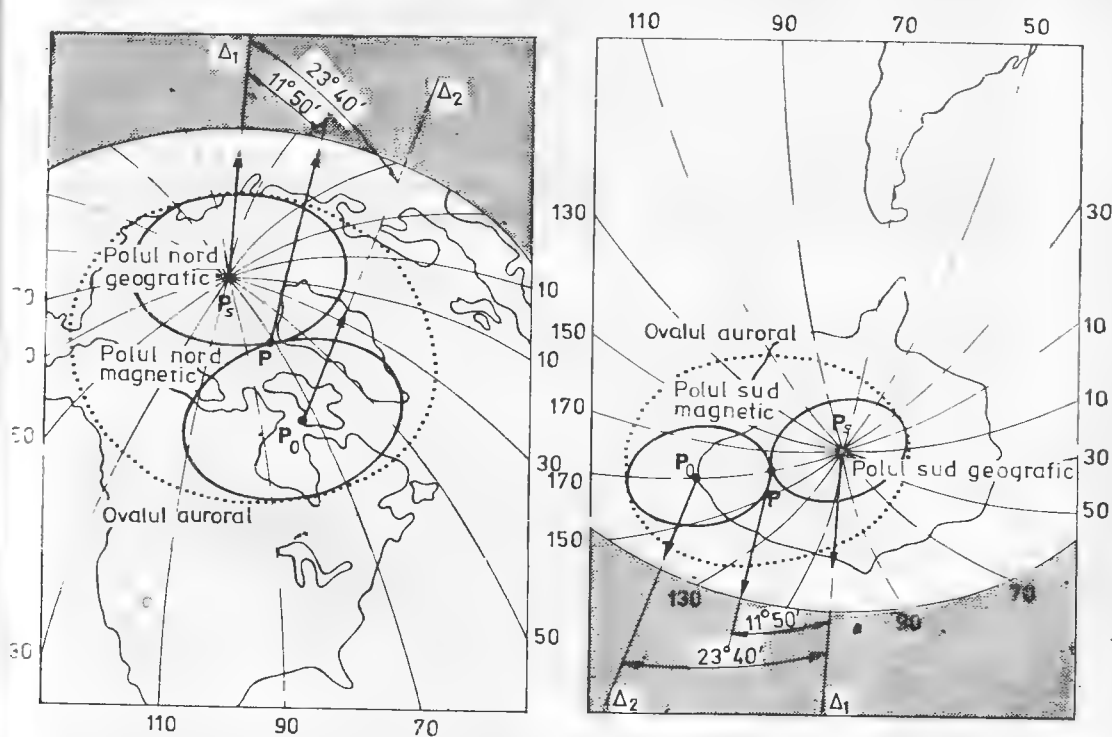 Δ₁
23°40′
11°50′
Δ₂
Polul nord
geografic
Pₛ
10
P
Polul nord
magnetic
10
P₀
30
Ovalul auroral
50
30
110
90
70
110
90
70
50
130
30
Ovalul auroral
150
10
Polul sud
magnetic
170
10
Pₛ
P₀
Polul sud geografic
30
170
P
50
150
130
70
90
11°50′
23°40′
Δ₂
Δ₁